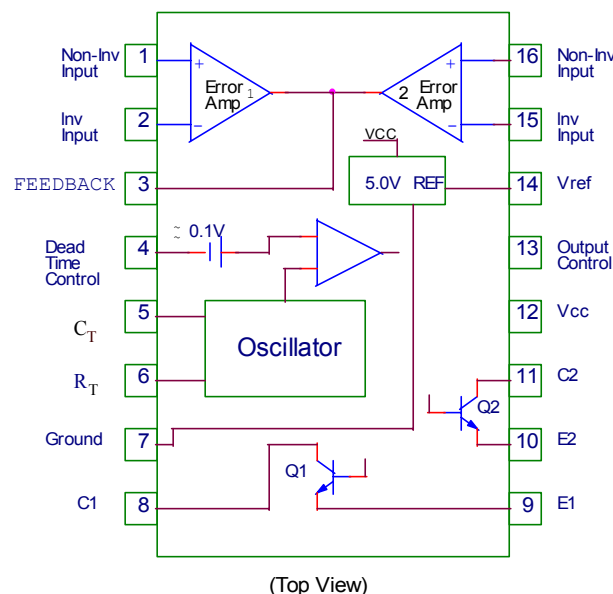 Non-Inv
Input
1
+
Error
Amp 1
2
−
Inv
Input
FEEDBACK
3
Dead
Time
Control
4
≈ 0.1V
C_T
5
R_T
6
Oscillator
Ground
7
C1
8
Q1
16
Non-Inv
Input
+
2 Error
Amp
15
−
Inv
Input
VCC
5.0V REF
14
Vref
13
Output
Control
12
Vcc
11
C2
Q2
10
E2
9
E1
(Top View)